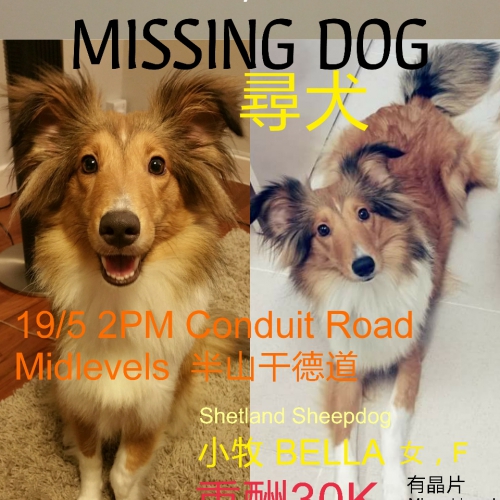 MISSING DOG
尋犬
19/5 2PM Conduit Road
Midlevels 半山干德道
Shetland Sheepdog
小牧 BELLA 女 , F
重酬30K
有晶片